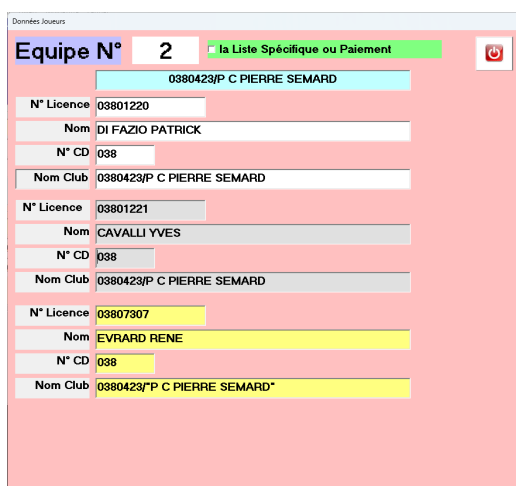 Données Joueurs
Equipe N° 2 la Liste Spécifique ou Paiement
0380423/P C PIERRE SEMARD
N° Licence 03801220
Nom DI FAZIO PATRICK
N° CD 038
Nom Club 0380423/P C PIERRE SEMARD
N° Licence 03801221
Nom CAVALLI YVES
N° CD 038
Nom Club 0380423/P C PIERRE SEMARD
N° Licence 03807307
Nom EVRARD RENE
N° CD 038
Nom Club 0380423/"P C PIERRE SEMARD"